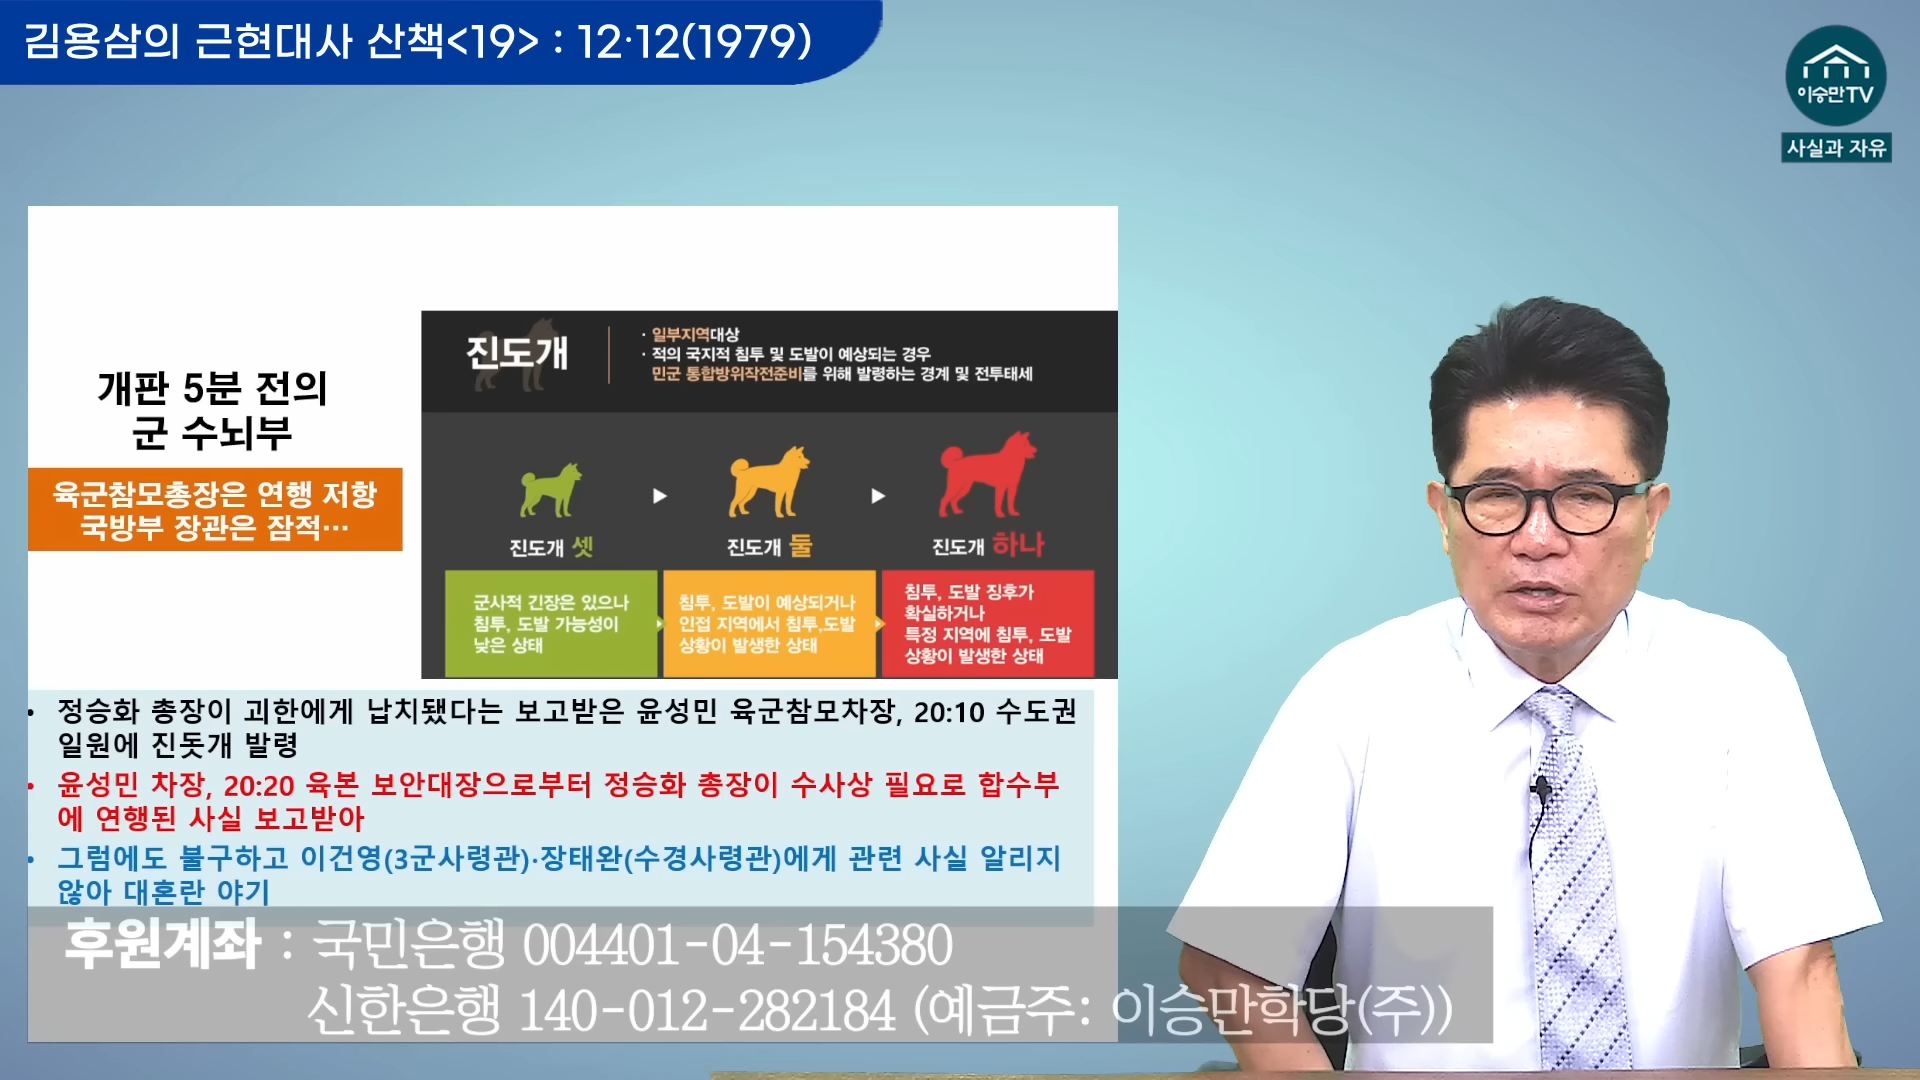 김용삼의 근현대사 산책<19> : 12·12(1979)
이승만TV
사실과 자유
개판 5분 전의
군 수뇌부
육군참모총장은 연행 저항
국방부 장관은 잠적…
진도개
· 일부지역대상
· 적의 국지적 침투 및 도발이 예상되는 경우
민군 통합방위작전준비를 위해 발령하는 경계 및 전투태세
진도개 셋
진도개 둘
진도개 하나
군사적 긴장은 있으나
침투, 도발 가능성이
낮은 상태
침투, 도발이 예상되거나
인접 지역에서 침투,도발
상황이 발생한 상태
침투, 도발 징후가
확실하거나
특정 지역에 침투, 도발
상황이 발생한 상태
• 정승화 총장이 괴한에게 납치됐다는 보고받은 윤성민 육군참모차장, 20:10 수도권
일원에 진돗개 발령
• 윤성민 차장, 20:20 육본 보안대장으로부터 정승화 총장이 수사상 필요로 합수부
에 연행된 사실 보고받아
• 그럼에도 불구하고 이건영(3군사령관)·장태완(수경사령관)에게 관련 사실 알리지
않아 대혼란 야기
후원계좌 : 국민은행 004401-04-154380
신한은행 140-012-282184 (예금주: 이승만학당(주))